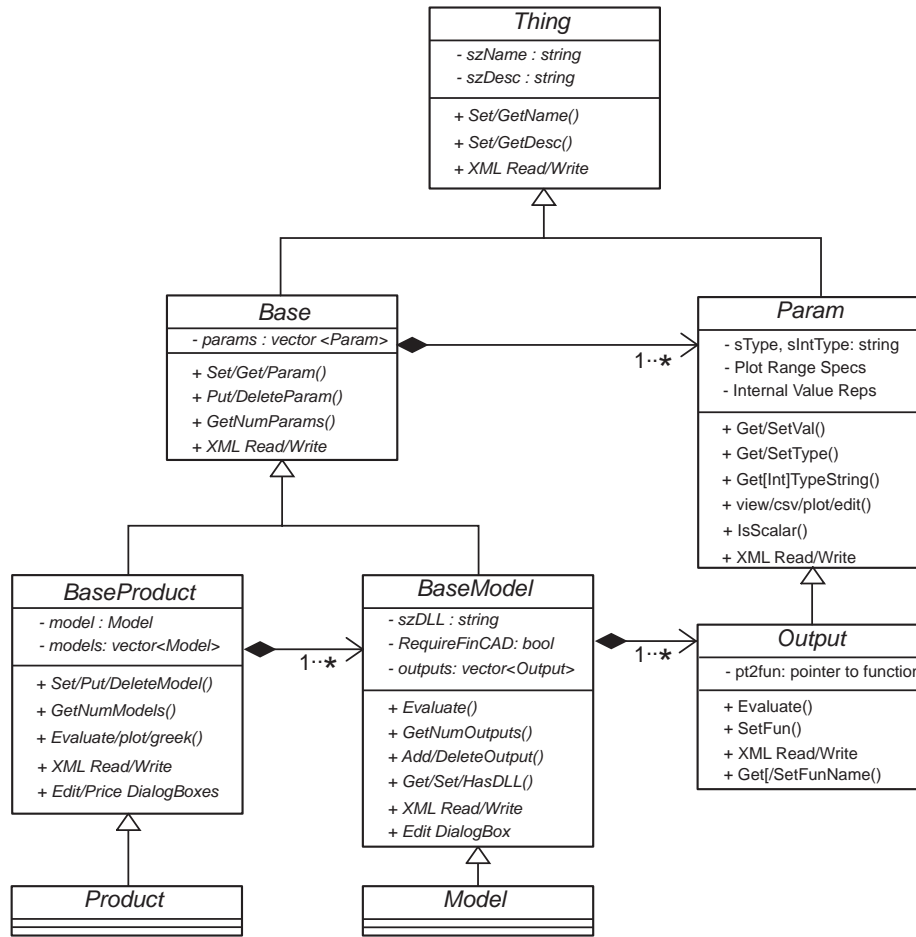 Thing
- szName : string
- szDesc : string
+ Set/GetName()
+ Set/GetDesc()
+ XML Read/Write
Base
- params : vector <Param>
+ Set/Get/Param()
+ Put/DeleteParam()
+ GetNumParams()
+ XML Read/Write
1··*
Param
- sType, sIntType: string
- Plot Range Specs
- Internal Value Reps
+ Get/SetVal()
+ Get/SetType()
+ Get[Int]TypeString()
+ view/csv/plot/edit()
+ IsScalar()
+ XML Read/Write
BaseProduct
- model : Model
- models: vector<Model>
+ Set/Put/DeleteModel()
+ GetNumModels()
+ Evaluate/plot/greek()
+ XML Read/Write
+ Edit/Price DialogBoxes
1··*
BaseModel
- szDLL : string
- RequireFinCAD: bool
- outputs: vector<Output>
+ Evaluate()
+ GetNumOutputs()
+ Add/DeleteOutput()
+ Get/Set/HasDLL()
+ XML Read/Write
+ Edit DialogBox
1··*
Output
- pt2fun: pointer to function
+ Evaluate()
+ SetFun()
+ XML Read/Write
+ Get[/SetFunName()
Product
Model